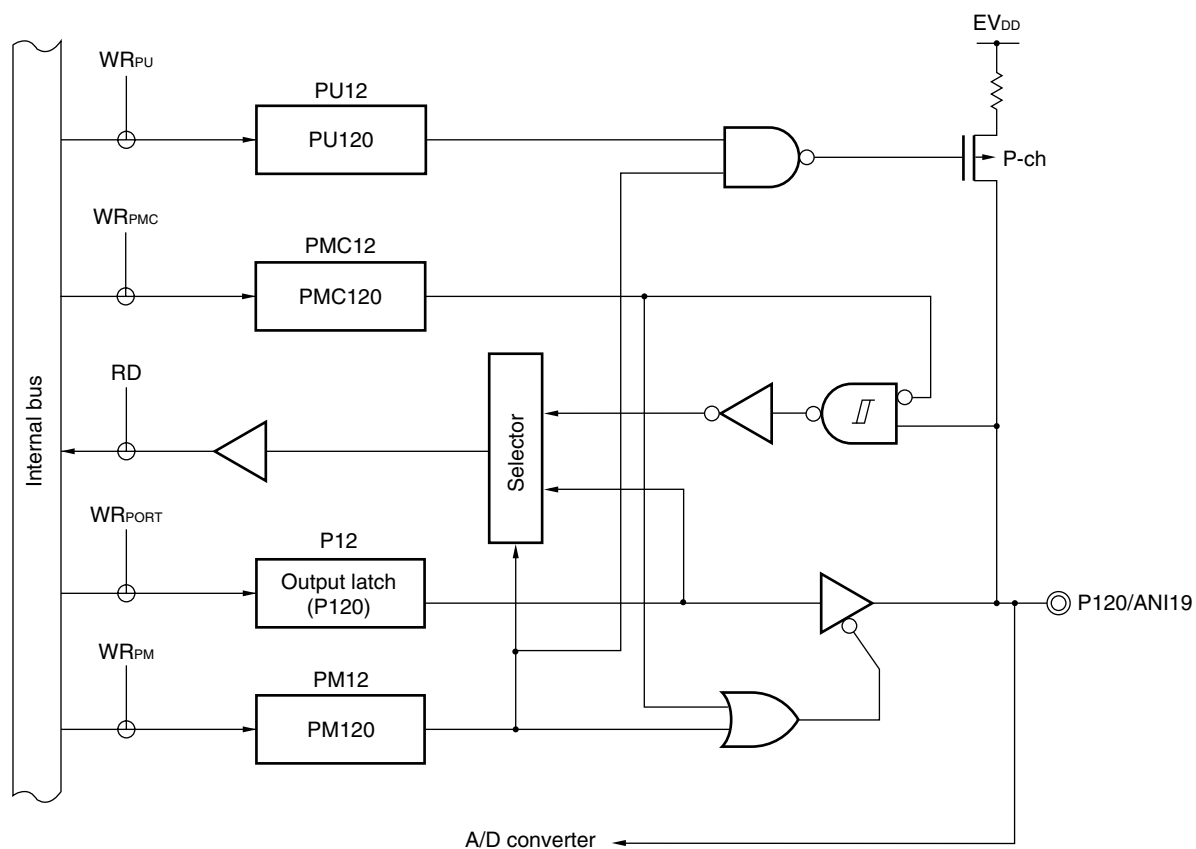 EVDD
WRPU
PU12
PU120
P-ch
WRPMC
PMC12
PMC120
RD
Internal bus
Selector
WRPORT
P12
Output latch
(P120)
P120/ANI19
WRPM
PM12
PM120
A/D converter